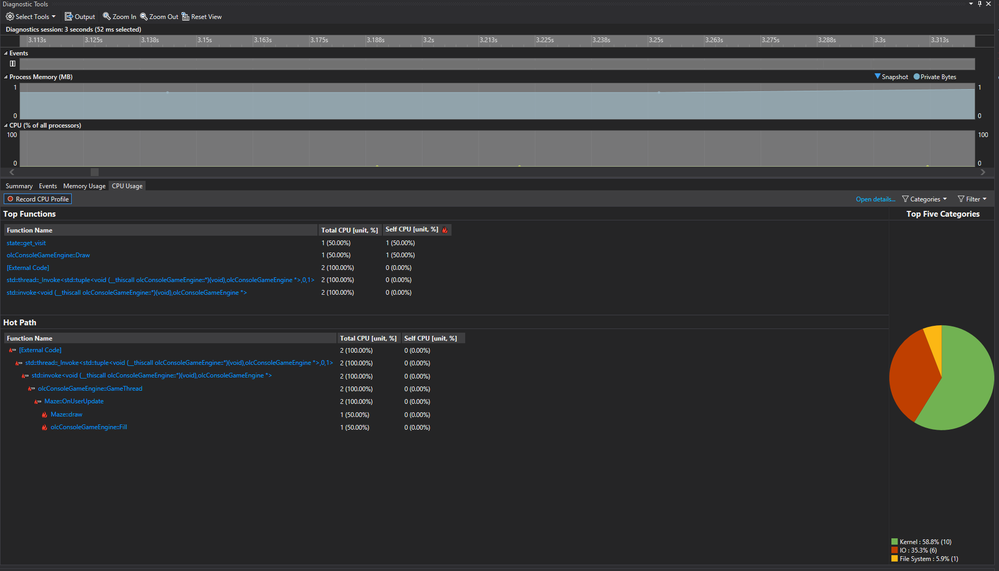 Diagnostic Tools
Select Tools Output Zoom In Zoom Out Reset View
Diagnostics session: 3 seconds (52 ms selected)
3.113s 3.125s 3.138s 3.15s 3.163s 3.175s 3.188s 3.2s 3.213s 3.225s 3.238s 3.25s 3.263s 3.275s 3.288s 3.3s 3.313s
Events
Process Memory (MB) Snapshot Private Bytes
1 1
0 0
CPU (% of all processors)
100 100
0 0
Summary Events Memory Usage CPU Usage
Record CPU Profile Open details... Categories Filter
Top Functions
Function Name Total CPU [unit, %] Self CPU [unit, %]
state::get_visit 1 (50.00%) 1 (50.00%)
olcConsoleGameEngine::Draw 1 (50.00%) 1 (50.00%)
[External Code] 2 (100.00%) 0 (0.00%)
std::thread::_Invoke<std::tuple<void (__thiscall olcConsoleGameEngine::*)(void),olcConsoleGameEngine *>,0,1> 2 (100.00%) 0 (0.00%)
std::invoke<void (__thiscall olcConsoleGameEngine::*)(void),olcConsoleGameEngine *> 2 (100.00%) 0 (0.00%)
Hot Path
Function Name Total CPU [unit, %] Self CPU [unit, %]
[External Code] 2 (100.00%) 0 (0.00%)
std::thread::_Invoke<std::tuple<void (__thiscall olcConsoleGameEngine::*)(void),olcConsoleGameEngine *>,0,1> 2 (100.00%) 0 (0.00%)
std::invoke<void (__thiscall olcConsoleGameEngine::*)(void),olcConsoleGameEngine *> 2 (100.00%) 0 (0.00%)
olcConsoleGameEngine::GameThread 2 (100.00%) 0 (0.00%)
Maze::OnUserUpdate 2 (100.00%) 0 (0.00%)
Maze::draw 1 (50.00%) 0 (0.00%)
olcConsoleGameEngine::Fill 1 (50.00%) 0 (0.00%)
Top Five Categories
Kernel : 58.8% (10)
IO : 35.3% (6)
File System : 5.9% (1)